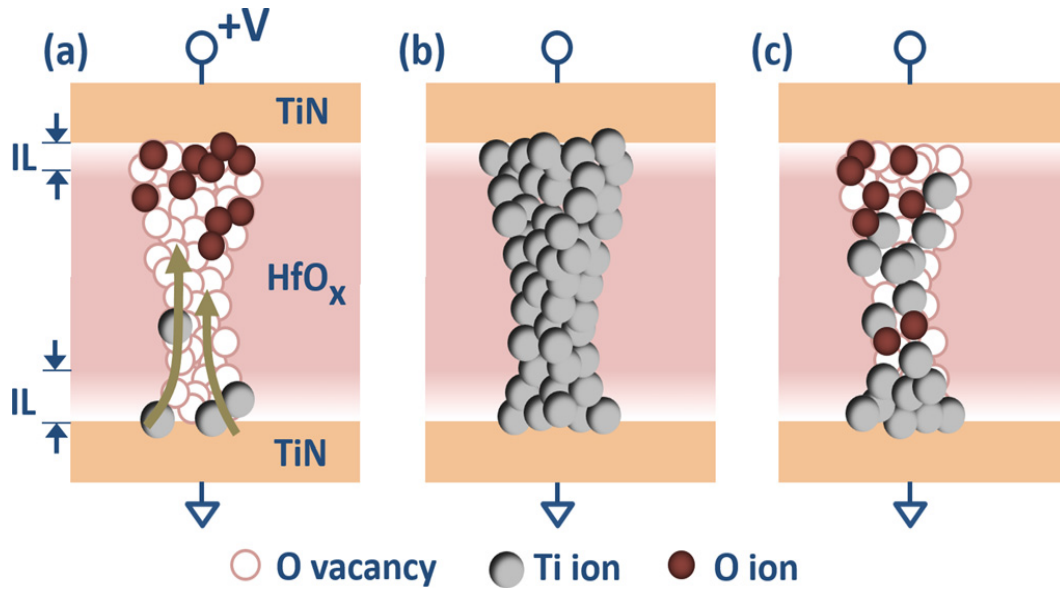 (a)
+V
(b)
(c)
TiN
IL
HfOx
IL
TiN
O vacancy
Ti ion
O ion